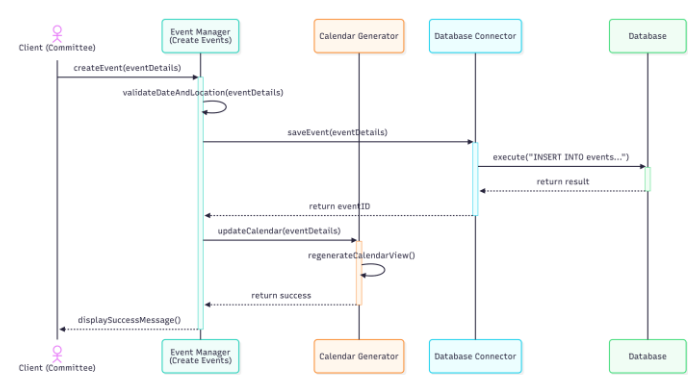 Client (Committee)
Event Manager
(Create Events)
Calendar Generator
Database Connector
Database
createEvent(eventDetails)
validateDateAndLocation(eventDetails)
saveEvent(eventDetails)
execute("INSERT INTO events...")
return result
return eventID
updateCalendar(eventDetails)
regenerateCalendarView()
return success
displaySuccessMessage()
Client (Committee)
Event Manager
(Create Events)
Calendar Generator
Database Connector
Database